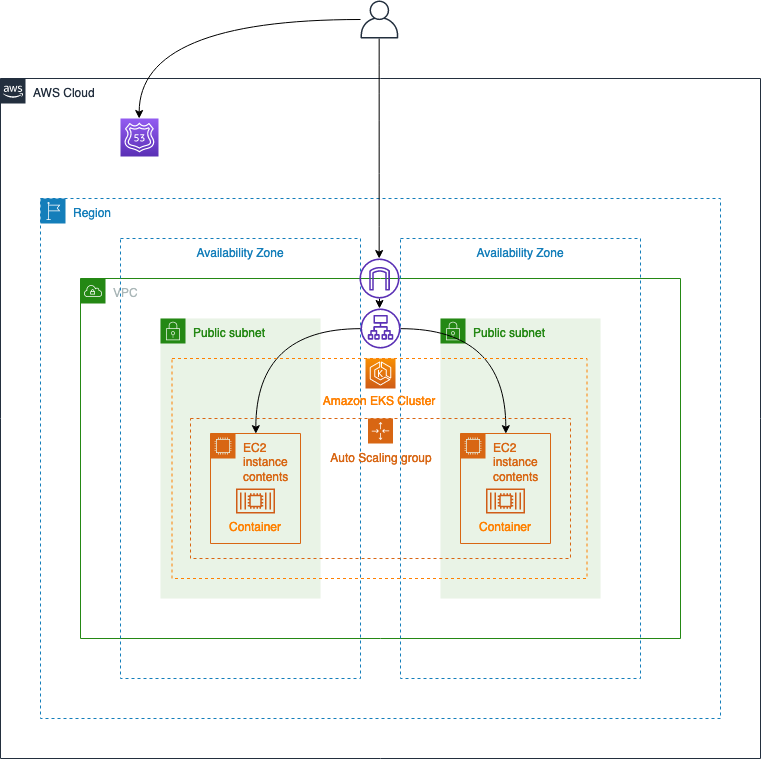 aws
AWS Cloud
53
Region
Availability Zone
Availability Zone
VPC
Public subnet
Public subnet
K
Amazon EKS Cluster
Auto Scaling group
EC2
instance
contents
Container
EC2
instance
contents
Container